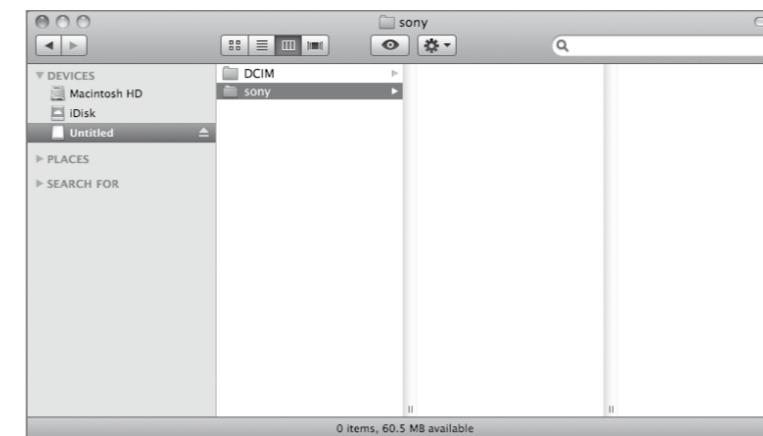 sony
DEVICES
Macintosh HD
iDisk
Untitled
PLACES
SEARCH FOR
DCIM
sony
0 items, 60.5 MB available